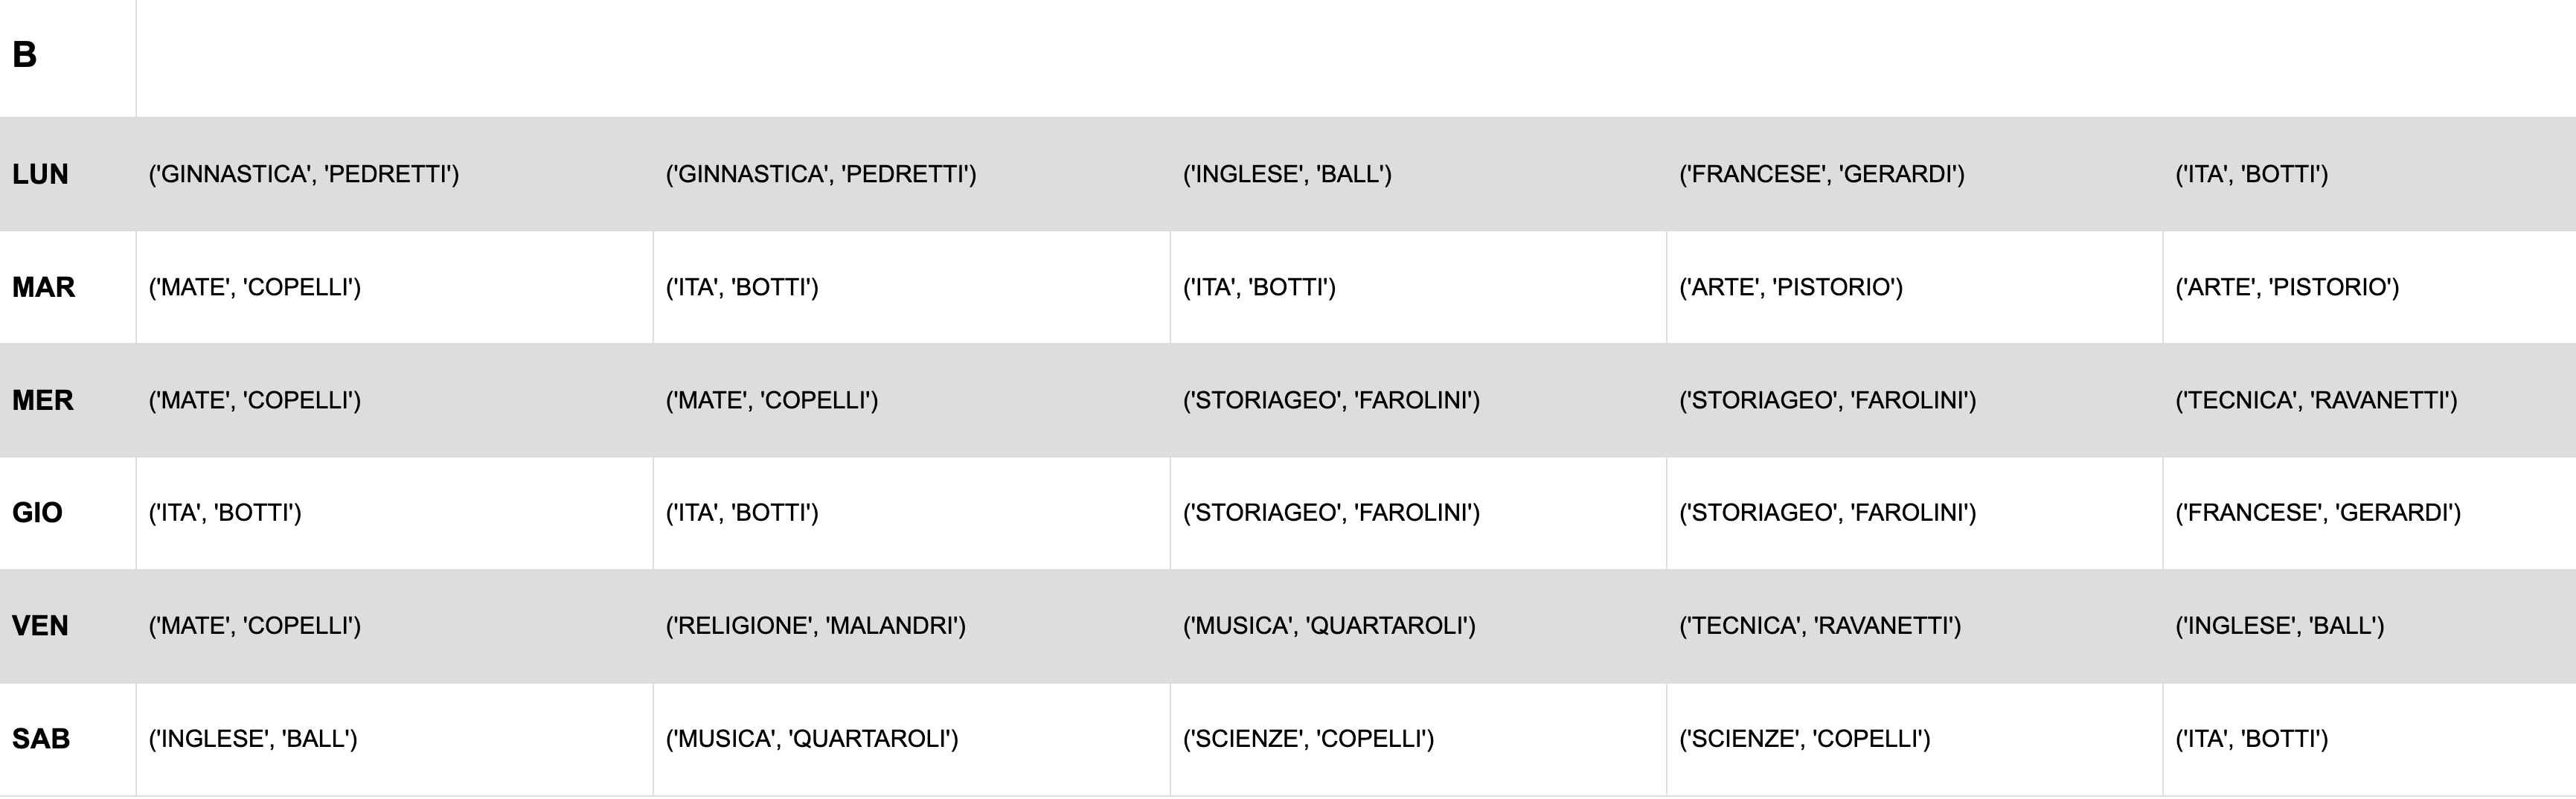 B
LUN ('GINNASTICA', 'PEDRETTI') ('GINNASTICA', 'PEDRETTI') ('INGLESE', 'BALL') ('FRANCESE', 'GERARDI') ('ITA', 'BOTTI')
MAR ('MATE', 'COPELLI') ('ITA', 'BOTTI') ('ITA', 'BOTTI') ('ARTE', 'PISTORIO') ('ARTE', 'PISTORIO')
MER ('MATE', 'COPELLI') ('MATE', 'COPELLI') ('STORIAGEO', 'FAROLINI') ('STORIAGEO', 'FAROLINI') ('TECNICA', 'RAVANETTI')
GIO ('ITA', 'BOTTI') ('ITA', 'BOTTI') ('STORIAGEO', 'FAROLINI') ('STORIAGEO', 'FAROLINI') ('FRANCESE', 'GERARDI')
VEN ('MATE', 'COPELLI') ('RELIGIONE', 'MALANDRI') ('MUSICA', 'QUARTAROLI') ('TECNICA', 'RAVANETTI') ('INGLESE', 'BALL')
SAB ('INGLESE', 'BALL') ('MUSICA', 'QUARTAROLI') ('SCIENZE', 'COPELLI') ('SCIENZE', 'COPELLI') ('ITA', 'BOTTI')